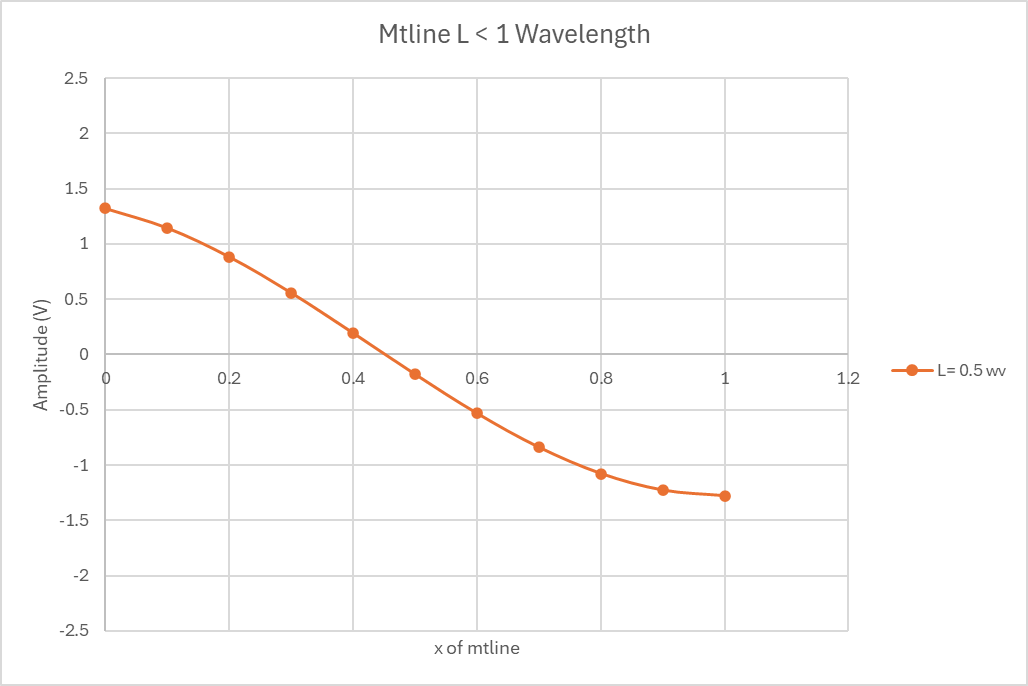 Mtline L < 1 Wavelength
2.5
2
1.5
1
0.5
0
-0.5
-1
-1.5
-2
-2.5
Amplitude (V)
0 0.2 0.4 0.6 0.8 1 1.2
x of mtline
L= 0.5 wv